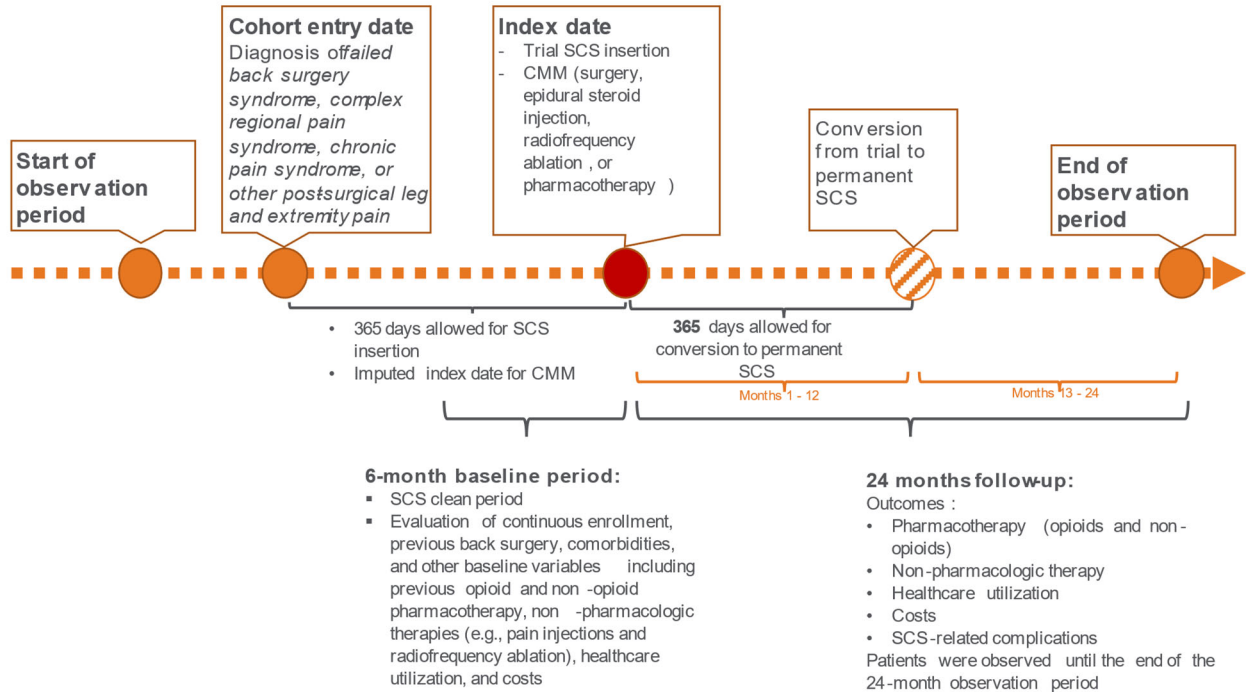 Start of
observation
period
Cohort entry date
Diagnosis of failed
back surgery
syndrome, complex
regional pain
syndrome, chronic
pain syndrome, or
other post-surgical leg
and extremity pain
Index date
- Trial SCS insertion
- CMM (surgery,
epidural steroid
injection,
radiofrequency
ablation , or
pharmacotherapy )
Conversion
from trial to
permanent
SCS
End of
observation
period
• 365 days allowed for SCS
insertion
• Imputed index date for CMM
365 days allowed for
conversion to permanent
SCS
Months 1 - 12
Months 13 - 24
6-month baseline period:
▪ SCS clean period
▪ Evaluation of continuous enrollment,
previous back surgery, comorbidities,
and other baseline variables including
previous opioid and non -opioid
pharmacotherapy, non -pharmacologic
therapies (e.g., pain injections and
radiofrequency ablation), healthcare
utilization, and costs
24 months follow-up:
Outcomes :
• Pharmacotherapy (opioids and non -
opioids)
• Non-pharmacologic therapy
• Healthcare utilization
• Costs
• SCS-related complications
Patients were observed until the end of the
24-month observation period